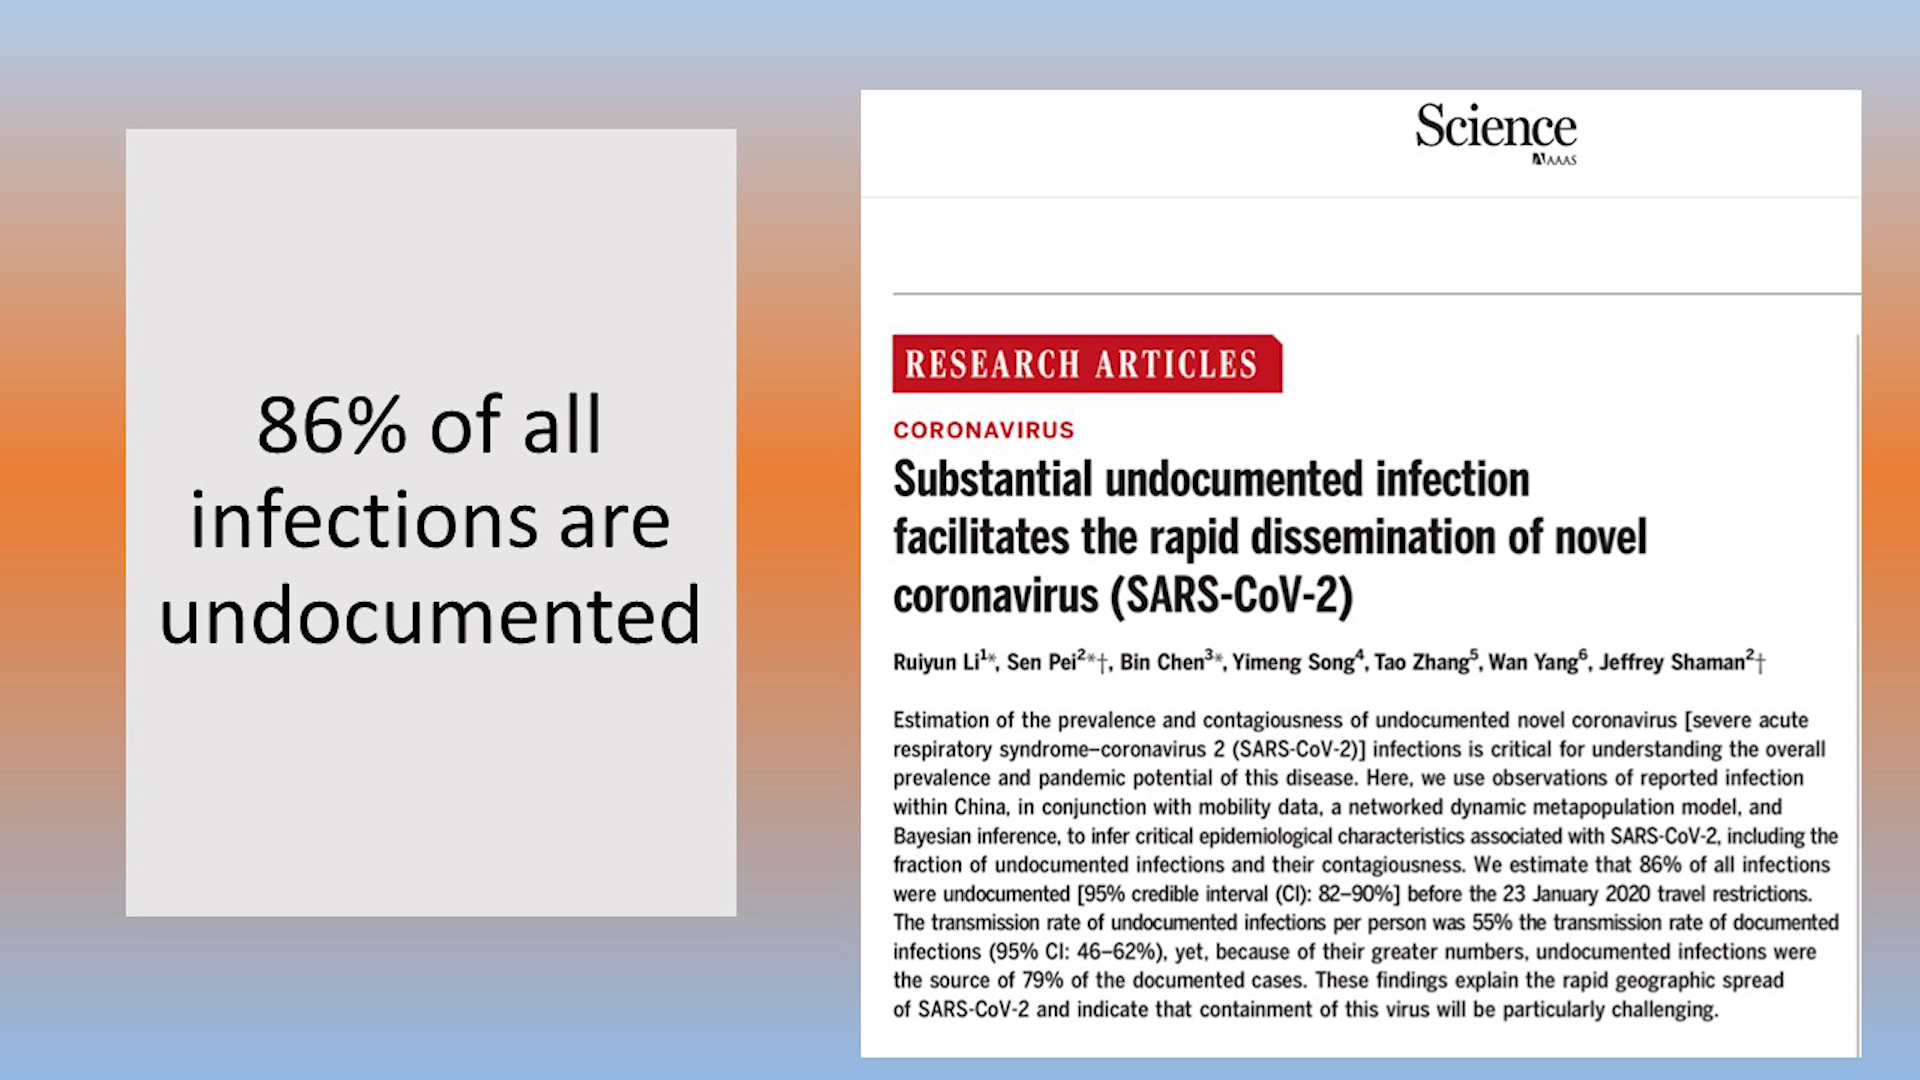 86% of all
infections are
undocumented
Science
AAAS
RESEARCH ARTICLES
CORONAVIRUS
Substantial undocumented infection
facilitates the rapid dissemination of novel
coronavirus (SARS-CoV-2)
Ruiyun Li1*, Sen Pei2*†, Bin Chen3*, Yimeng Song4, Tao Zhang5, Wan Yang6, Jeffrey Shaman2†
Estimation of the prevalence and contagiousness of undocumented novel coronavirus [severe acute
respiratory syndrome–coronavirus 2 (SARS-CoV-2)] infections is critical for understanding the overall
prevalence and pandemic potential of this disease. Here, we use observations of reported infection
within China, in conjunction with mobility data, a networked dynamic metapopulation model, and
Bayesian inference, to infer critical epidemiological characteristics associated with SARS-CoV-2, including the
fraction of undocumented infections and their contagiousness. We estimate that 86% of all infections
were undocumented [95% credible interval (CI): 82–90%] before the 23 January 2020 travel restrictions.
The transmission rate of undocumented infections per person was 55% the transmission rate of documented
infections (95% CI: 46–62%), yet, because of their greater numbers, undocumented infections were
the source of 79% of the documented cases. These findings explain the rapid geographic spread
of SARS-CoV-2 and indicate that containment of this virus will be particularly challenging.